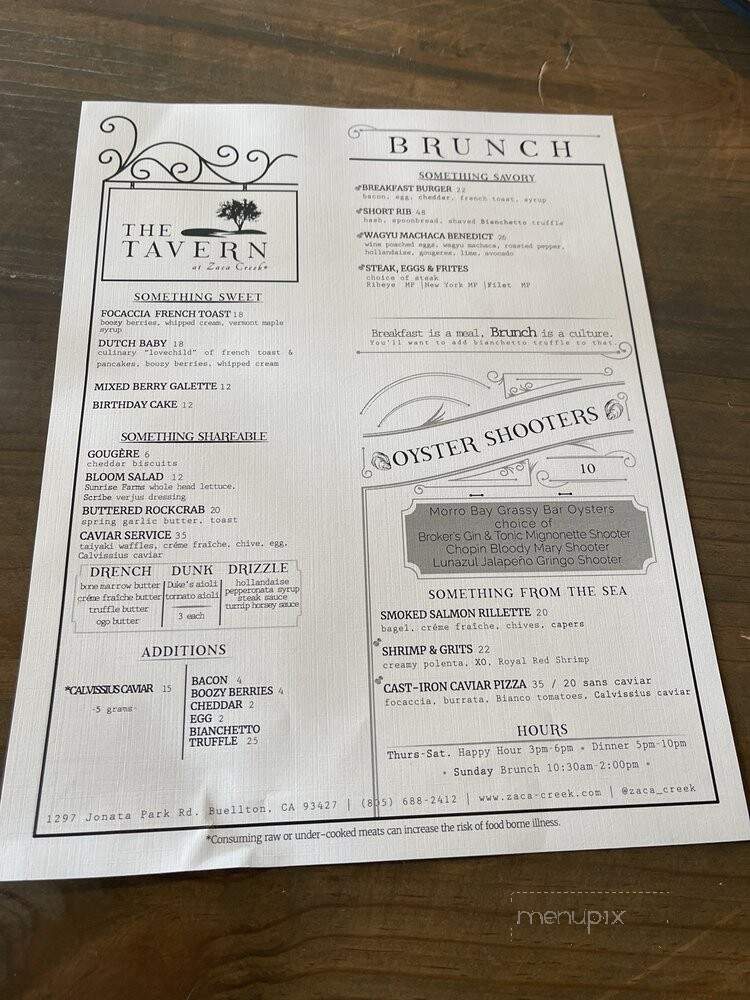 THE
TAVERN
at Zaca Creek*
SOMETHING SWEET
FOCACCIA FRENCH TOAST 18
boozy berries, whipped cream, vermont maple
syrup
DUTCH BABY 18
culinary "lovechild" of french toast &
pancakes, boozy berries, whipped cream
MIXED BERRY GALETTE 12
BIRTHDAY CAKE 12
SOMETHING SHAREABLE
GOUGÈRE 6
cheddar biscuits
BLOOM SALAD 12
Sunrise Farms whole head lettuce,
Scribe verjus dressing
BUTTERED ROCKCRAB 20
spring garlic butter, toast
CAVIAR SERVICE 35
taiyaki waffles, créme fraîche, chive, egg,
Calvissius caviar
DRENCH
bone marrow butter
créme fraîche butter
truffle butter
ogo butter
DUNK
Duke's aioli
tornato aioli
3 each
DRIZZLE
hollandaise
pepperonata syrup
steak sauce
turnip horsey sauce
ADDITIONS
*CALVISSIUS CAVIAR 15
-5 grams-
BACON 4
BOOZY BERRIES 4
CHEDDAR 2
EGG 2
BIANCHETTO
TRUFFLE 25
BRUNCH
SOMETHING SAVORY
BREAKFAST BURGER 22
bacon, egg, cheddar, french toast, syrup
SHORT RIB 48
hash, spoonbread, shaved Bianchetto truffle
WAGYU MACHACA BENEDICT 26
wine poached eggs, wagyu machaca, roasted pepper,
hollandaise, gougeres, lime, avocado
STEAK, EGGS & FRITES
choice of steak
Ribeye MP |New York MP |Filet MP
Breakfast is a meal, Brunch is a culture.
You'll want to add bianchetto truffle to that.
OYSTER SHOOTERS
10
Morro Bay Grassy Bar Oysters
choice of
Broker's Gin & Tonic Mignonette Shooter
Chopin Bloody Mary Shooter
Lunazul Jalapeño Gringo Shooter
SOMETHING FROM THE SEA
SMOKED SALMON RILLETTE 20
bagel, créme fraîche, chives, capers
SHRIMP & GRITS 22
creamy polenta, XO, Royal Red Shrimp
CAST-IRON CAVIAR PIZZA 35 / 20 sans caviar
focaccia, burrata, Bianco tomatoes, Calvissius caviar
HOURS
Thurs-Sat. Happy Hour 3pm-6pm * Dinner 5pm-10pm
* Sunday Brunch 10:30am-2:00pm *
1297 Jonata Park Rd. Buellton, CA 93427 | (805) 688-2412 | www.zaca-creek.com | @zaca_creek
*Consuming raw or under-cooked meats can increase the risk of food borne illness.
menupix